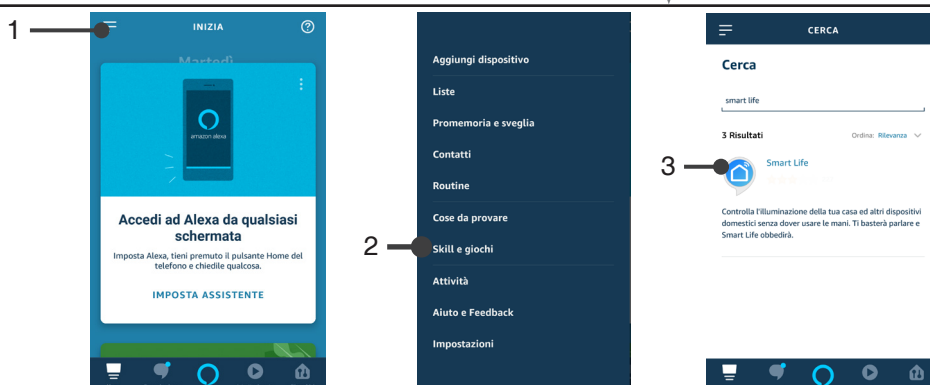 1
INIZIA
Martedì
amazon alexa
Accedi ad Alexa da qualsiasi
schermata
Imposta Alexa, tieni premuto il pulsante Home del
telefono e chiedile qualcosa.
IMPOSTA ASSISTENTE
2
Aggiungi dispositivo
Liste
Promemoria e sveglia
Contatti
Routine
Cose da provare
Skill e giochi
Attività
Aiuto e Feedback
Impostazioni
3
CERCA
Cerca
smart life
3 Risultati Ordina: Rilevanza
Smart Life
Controlla l'illuminazione della tua casa ed altri dispositivi
domestici senza dover usare le mani. Ti basterà parlare e
Smart Life obbedirà.